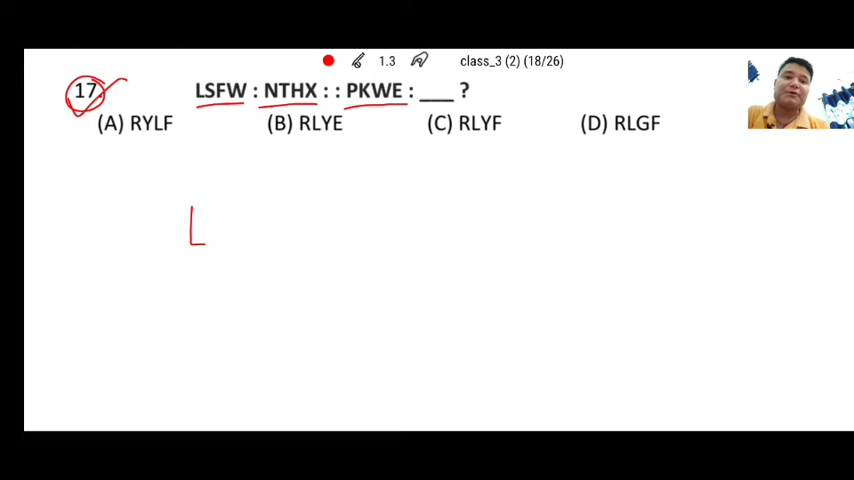 1.3 class_3 (2) (18/26)
17. LSFW : NTHX : : PKWE : ___ ?
(A) RYLF (B) RLYE (C) RLYF (D) RLGF
L